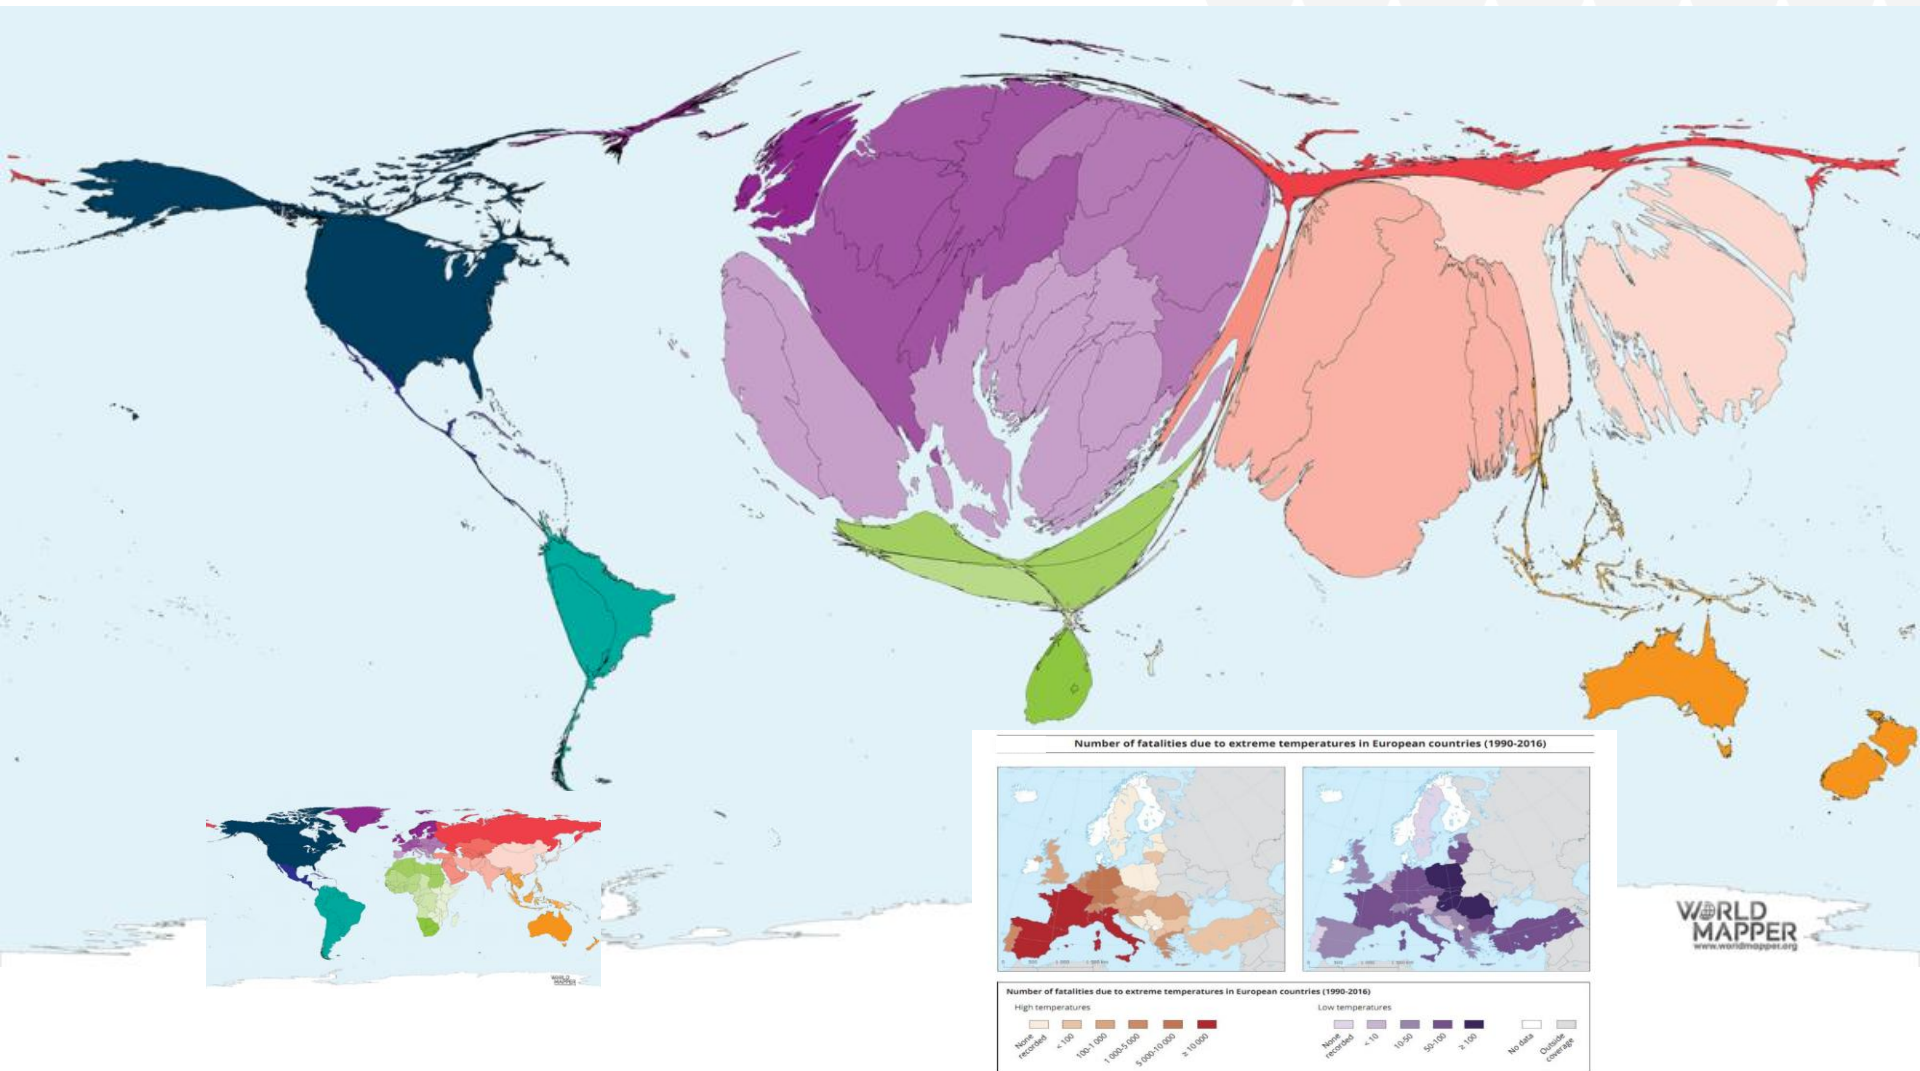 Number of fatalities due to extreme temperatures in European countries (1990-2016)
WORLD
MAPPER
www.worldmapper.org
WORLD
MAPPER
Number of fatalities due to extreme temperatures in European countries (1990-2016)
High temperatures
None recorded
< 100
100-1 000
1 000-5 000
5 000-10 000
≥ 10 000
Low temperatures
None recorded
< 10
10-50
50-100
≥ 100
No data
Outside coverage